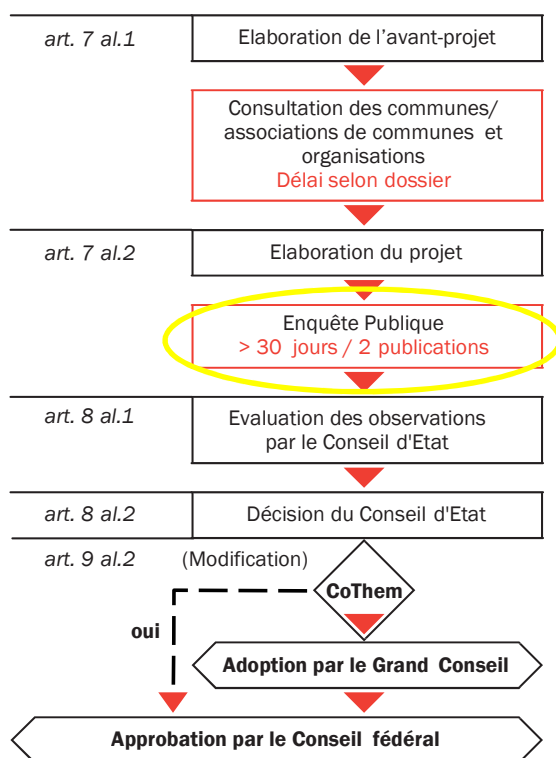 art. 7 al.1
Elaboration de l’avant-projet
Consultation des communes/
associations de communes et
organisations
Délai selon dossier
art. 7 al.2
Elaboration du projet
Enquête Publique
> 30 jours / 2 publications
art. 8 al.1
Evaluation des observations
par le Conseil d'Etat
art. 8 al.2
Décision du Conseil d'Etat
art. 9 al.2
(Modification)
CoThem
oui
Adoption par le Grand Conseil
Approbation par le Conseil fédéral